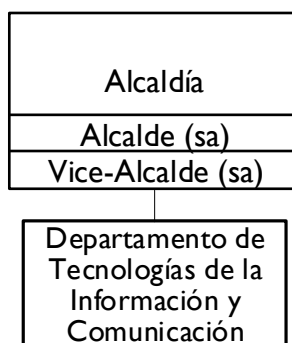 Alcaldía
Alcalde (sa)
Vice-Alcalde (sa)
Departamento de
Tecnologías de la
Información y
Comunicación